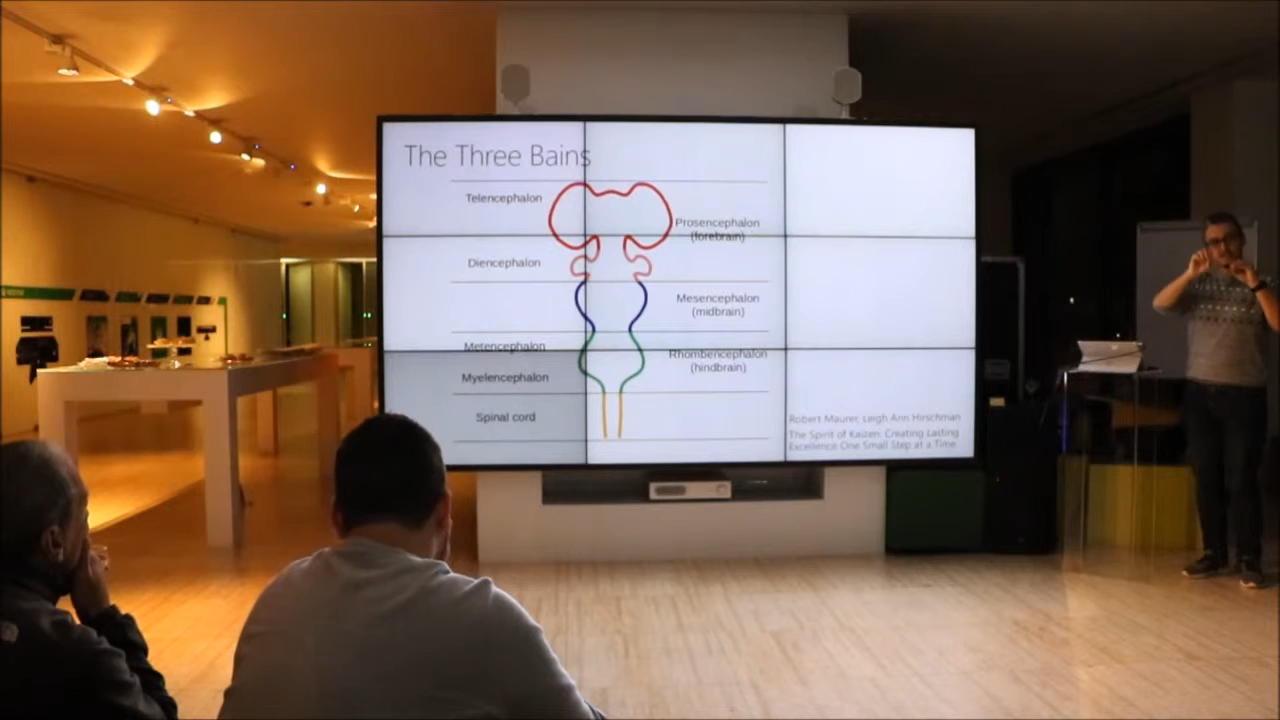 The Three Bains
Telencephalon
Prosencephalon
(forebrain)
Diencephalon
Mesencephalon
(midbrain)
Metencephalon
Rhombencephalon
(hindbrain)
Myelencephalon
Spinal cord
Robert Maurer, Leigh Ann Hirschman
The Spirit of Kaizen: Creating Lasting
Excellence One Small Step at a Time